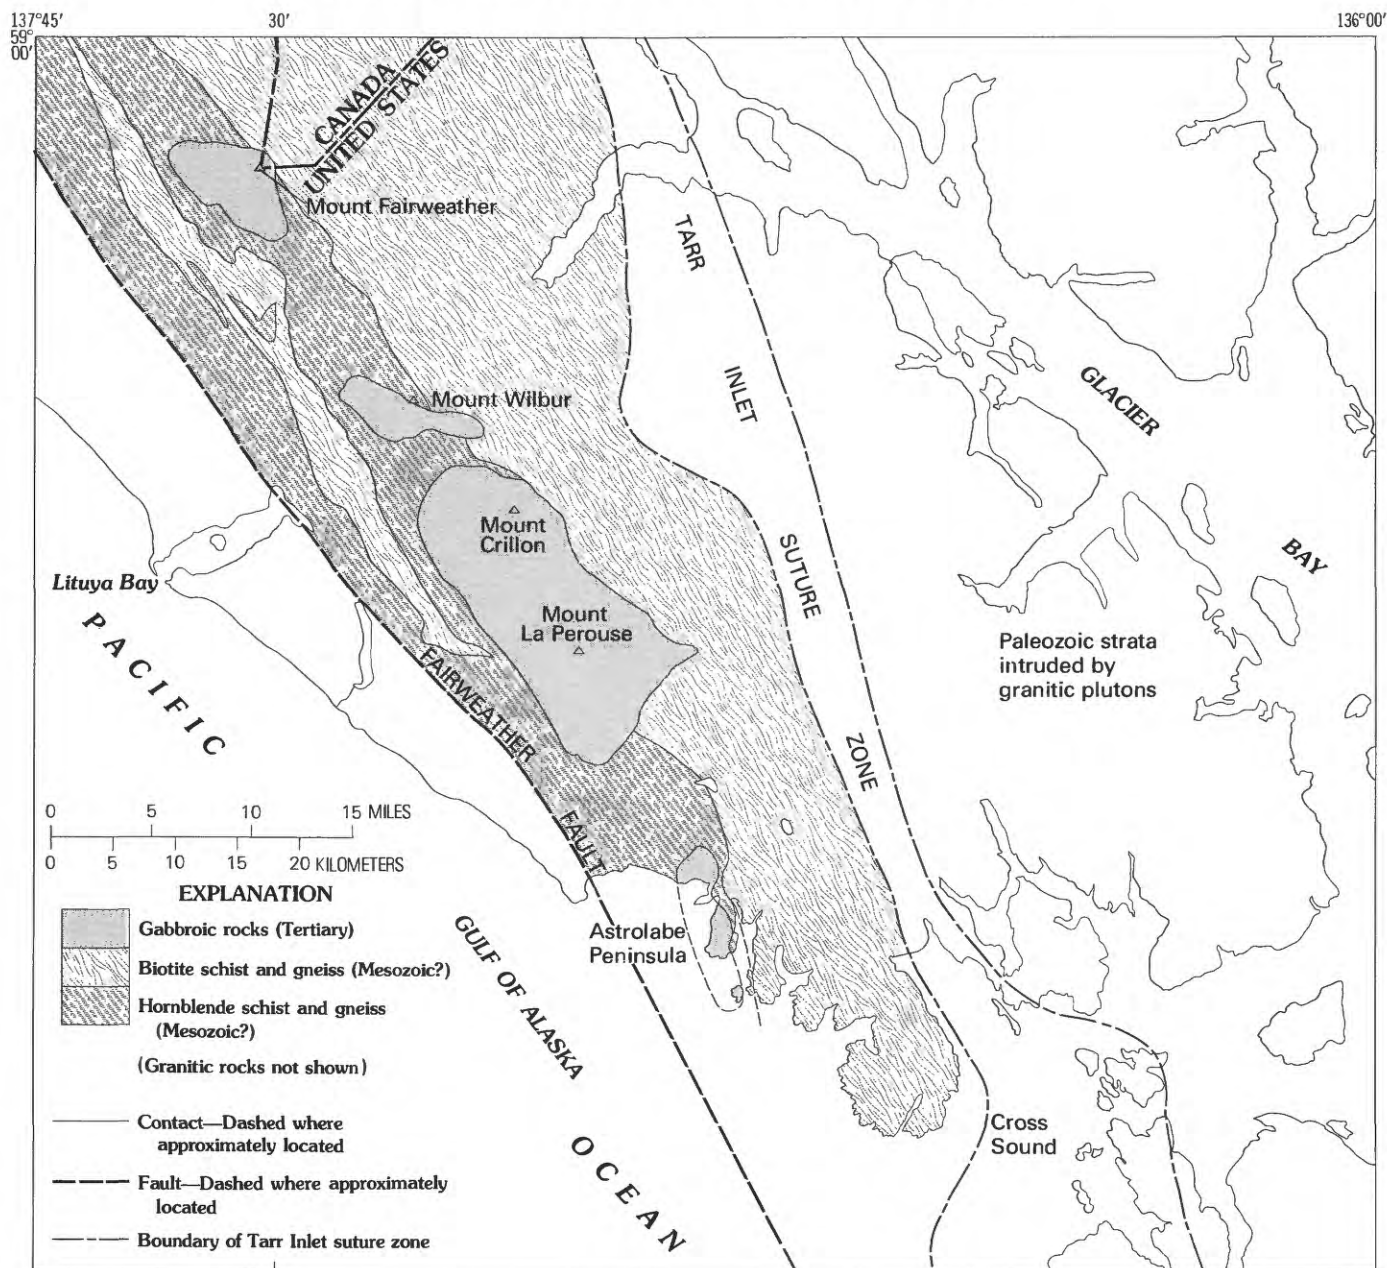 137°45′
30′
136°00′
59°
00′
CANADA
UNITED STATES
Mount Fairweather
TARR
INLET
SUTURE
ZONE
GLACIER
BAY
Mount Wilbur
Mount
Crillon
Mount
La Perouse
Lituya Bay
PACIFIC
OCEAN
FAIRWEATHER
FAULT
Paleozoic strata
intruded by
granitic plutons
0 5 10 15 MILES
0 5 10 15 20 KILOMETERS
Astrolabe
Peninsula
GULF OF ALASKA
Cross
Sound
EXPLANATION
Gabbroic rocks (Tertiary)
Biotite schist and gneiss (Mesozoic?)
Hornblende schist and gneiss
(Mesozoic?)
(Granitic rocks not shown)
Contact—Dashed where
approximately located
Fault—Dashed where approximately
located
Boundary of Tarr Inlet suture zone